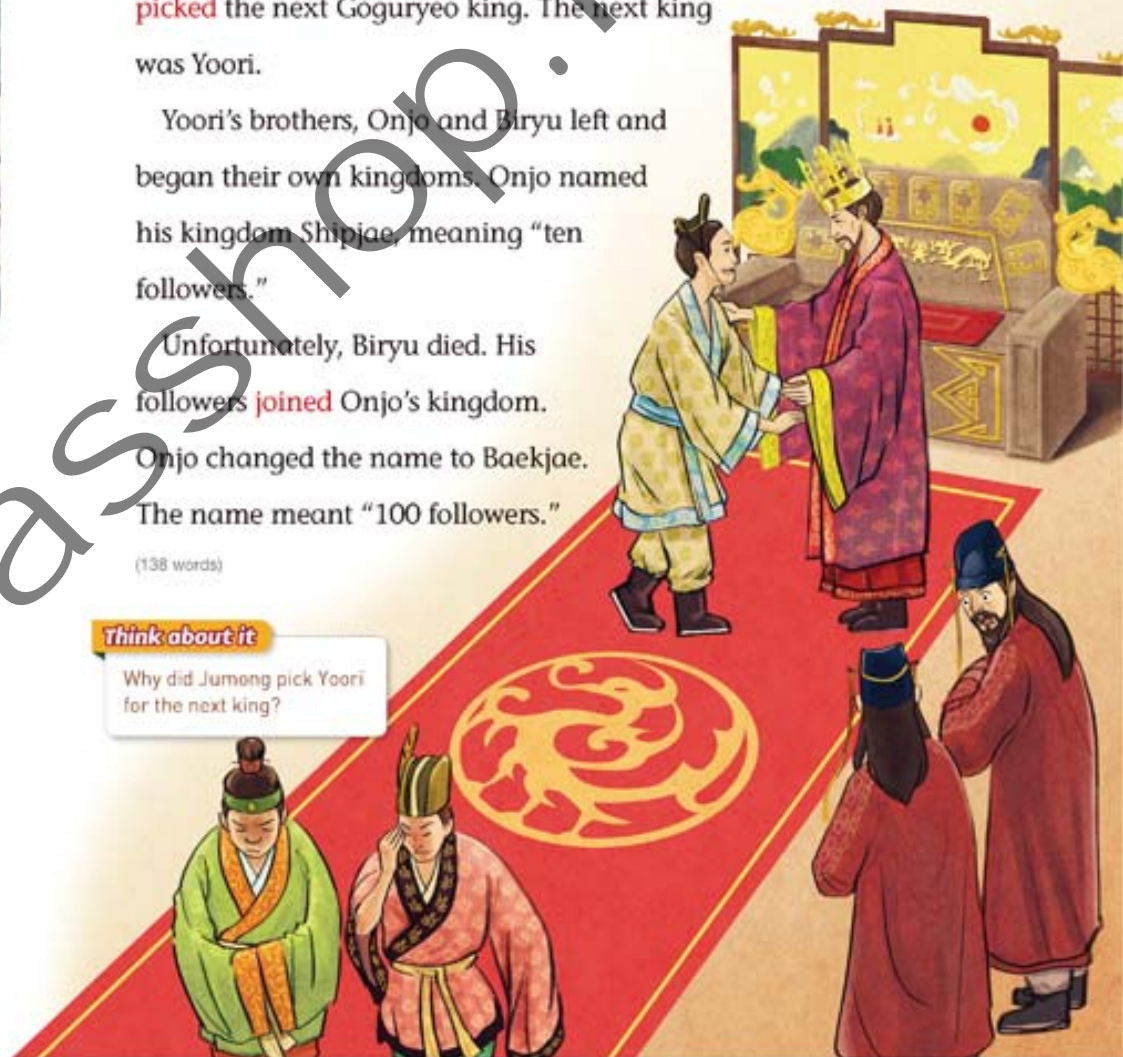 picked the next Goguryeo king. The next king
was Yoori.
Yoori's brothers, Onjo and Biryu left and
began their own kingdoms. Onjo named
his kingdom Shipjae, meaning “ten
followers.”
Unfortunately, Biryu died. His
followers joined Onjo's kingdom.
Onjo changed the name to Baekjae.
The name meant “100 followers.”
(138 words)
Think about it
Why did Jumong pick Yoori
for the next king?
asshop.